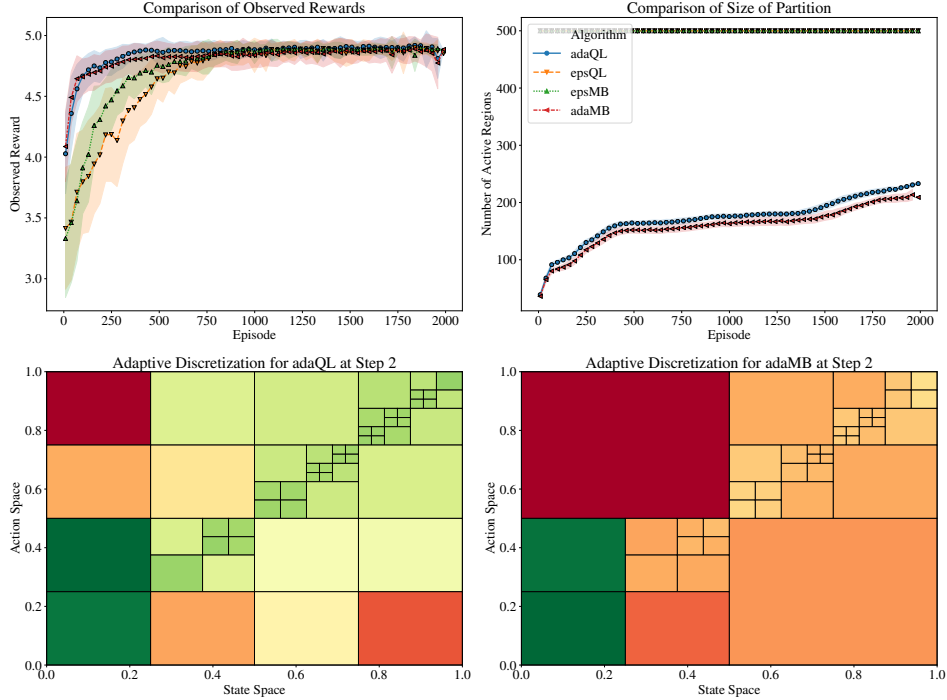 Comparison of Observed Rewards
5.0
4.5
4.0
3.5
3.0
Observed Reward
0 250 500 750 1000 1250 1500 1750 2000
Episode
Comparison of Size of Partition
500
400
300
200
100
Number of Active Regions
Algorithm
adaQL
epsQL
epsMB
adaMB
0 250 500 750 1000 1250 1500 1750 2000
Episode
Adaptive Discretization for adaQL at Step 2
1.0
0.8
0.6
0.4
0.2
0.0
Action Space
0.0 0.2 0.4 0.6 0.8 1.0
State Space
Adaptive Discretization for adaMB at Step 2
1.0
0.8
0.6
0.4
0.2
0.0
Action Space
0.0 0.2 0.4 0.6 0.8 1.0
State Space